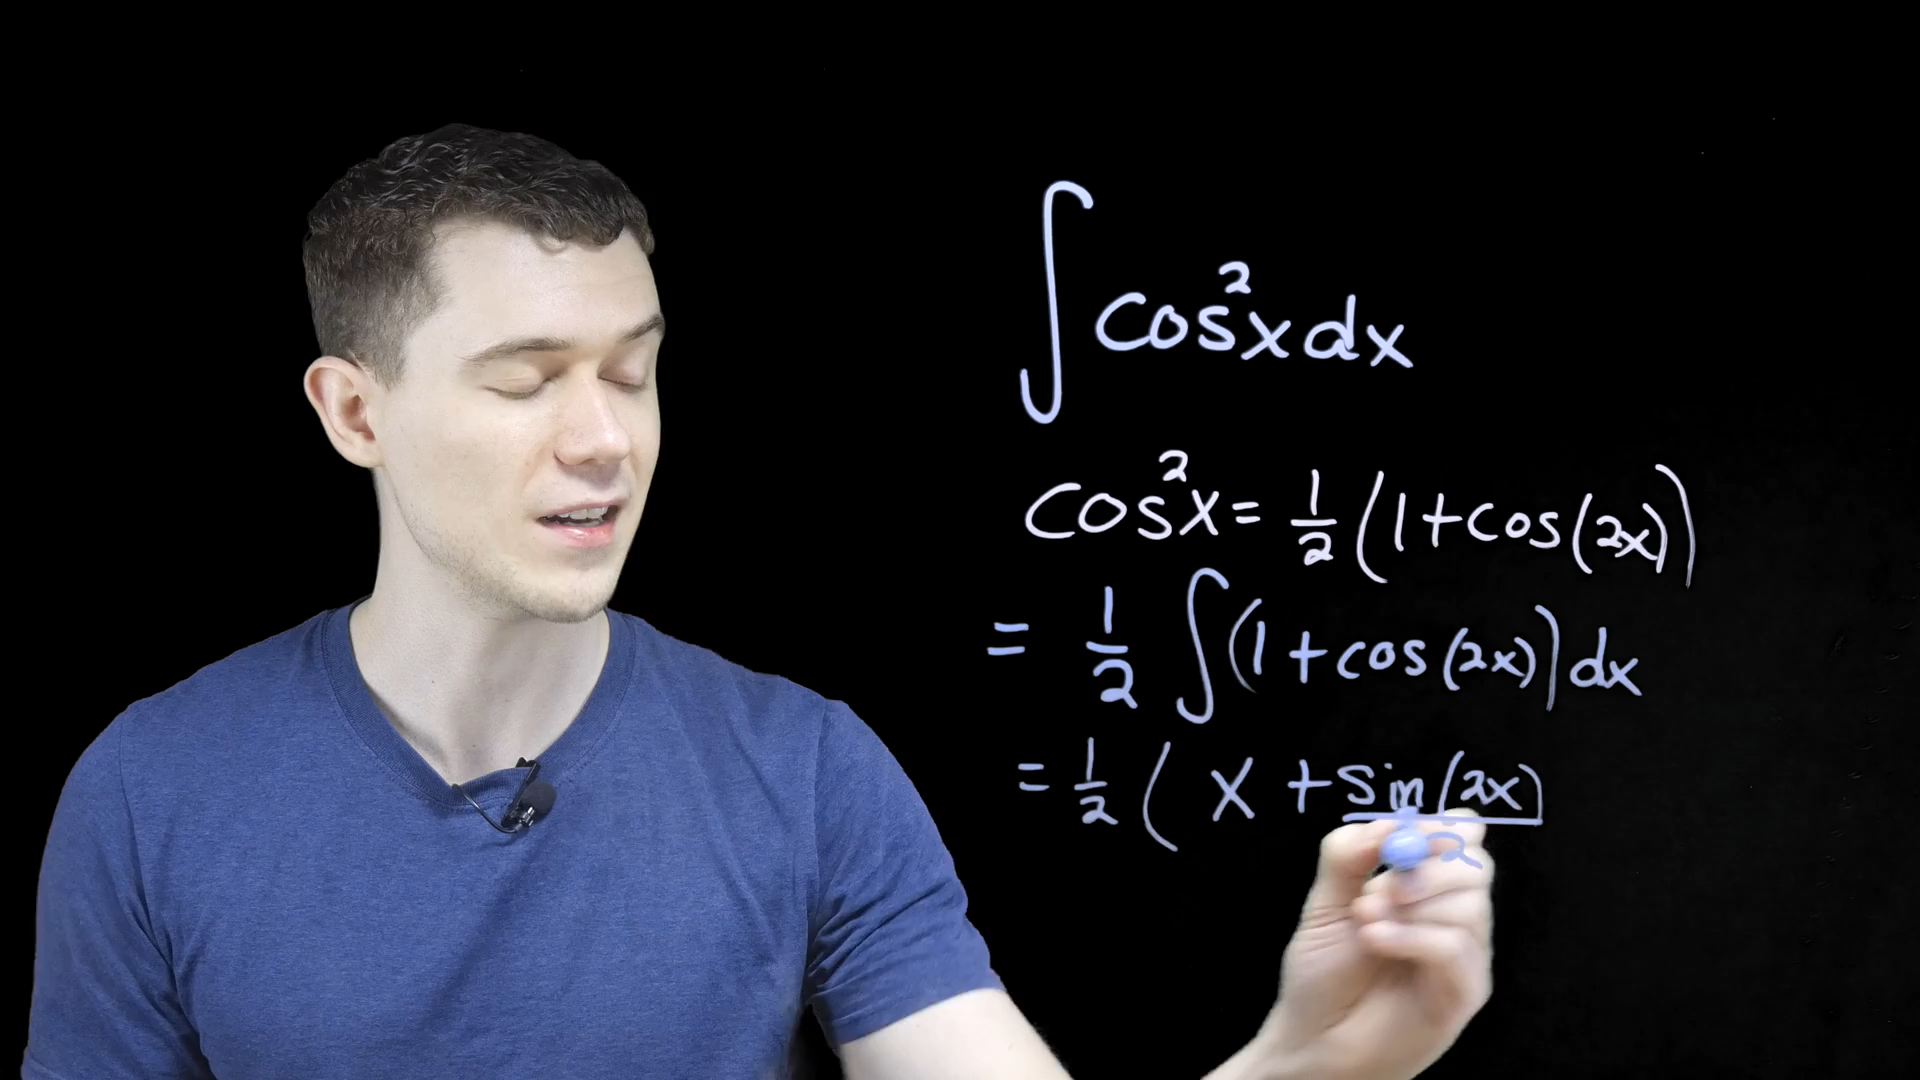 ∫ cos²x dx
cos²x = 1/2 (1 + cos(2x))
= 1/2 ∫ (1 + cos(2x)) dx
= 1/2 ( x + sin(2x)/2